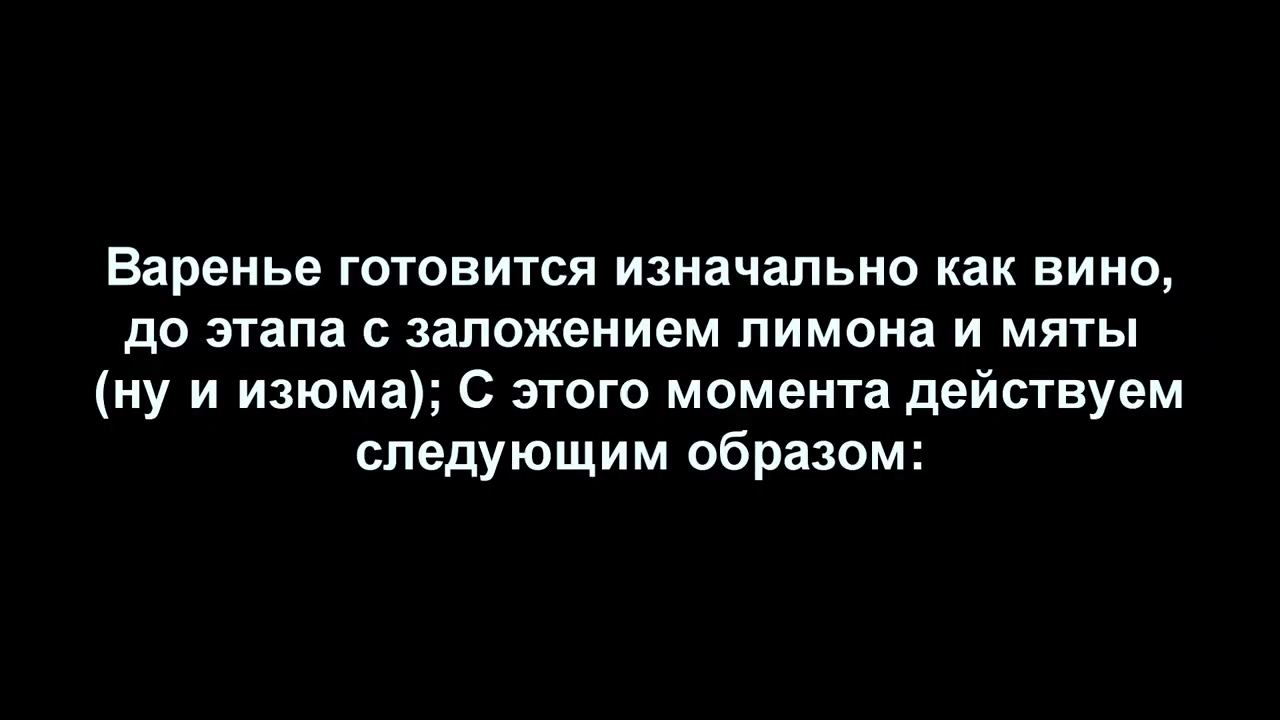 Варенье готовится изначально как вино,
до этапа с заложением лимона и мяты
(ну и изюма); С этого момента действуем
следующим образом: